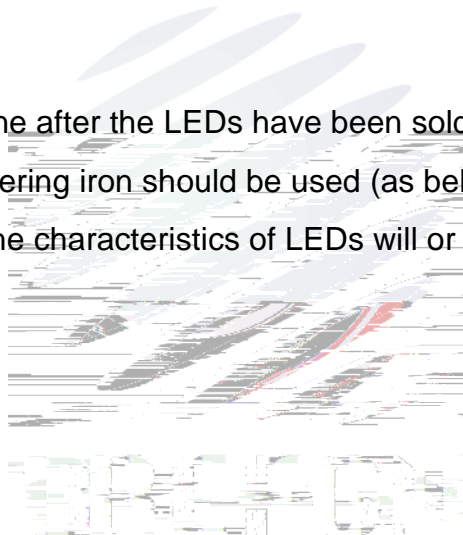 ne after the LEDs have been sold
ering iron should be used (as bel
ne characteristics of LEDs will or